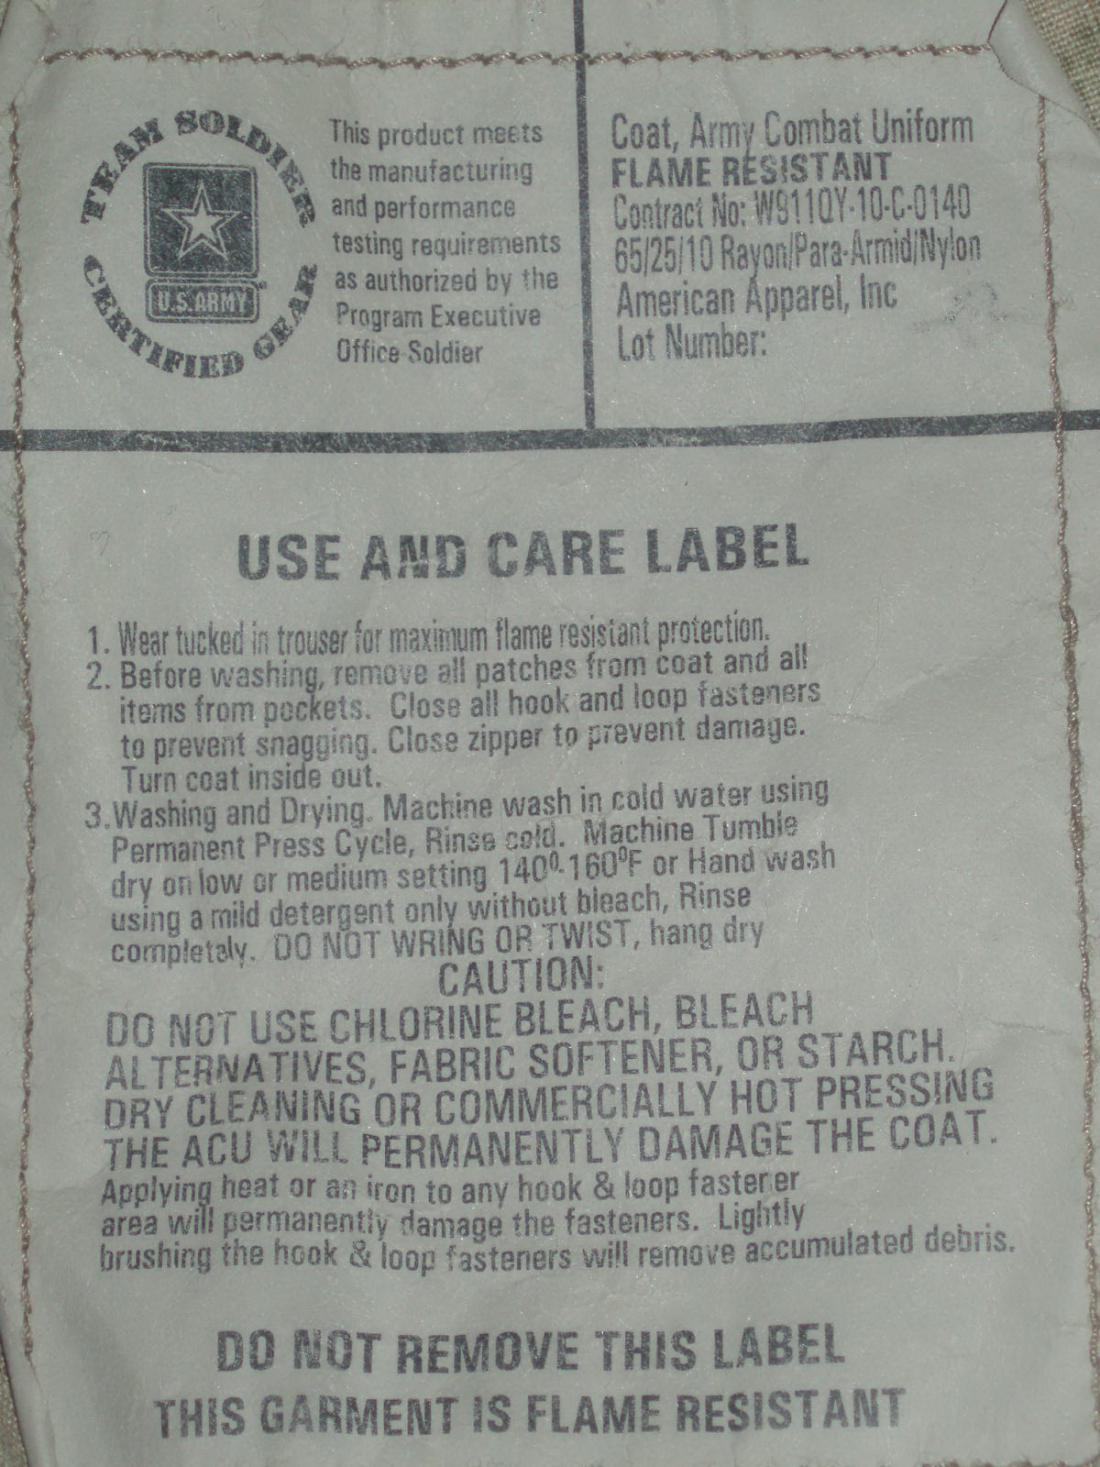 TEAM SOLDIER
U.S. ARMY
CERTIFIED GEAR
This product meets
the manufacturing
and performance
testing requirements
as authorized by the
Program Executive
Office Soldier
Coat, Army Combat Uniform
FLAME RESISTANT
Contract No: W911QY-10-C-0140
65/25/10 Rayon/Para-Armid/Nylon
American Apparel, Inc
Lot Number:
USE AND CARE LABEL
1. Wear tucked in trouser for maximum flame resistant protection.
2. Before washing, remove all patches from coat and all
items from pockets. Close all hook and loop fasteners
to prevent snagging. Close zipper to prevent damage.
Turn coat inside out.
3.Washing and Drying. Machine wash in cold water using
Permanent Press Cycle, Rinse cold. Machine Tumble
dry on low or medium setting 140⁰-160⁰F or Hand wash
using a mild detergent only without bleach, Rinse
completely. DO NOT WRING OR TWIST, hang dry
CAUTION:
DO NOT USE CHLORINE BLEACH, BLEACH
ALTERNATIVES, FABRIC SOFTENER, OR STARCH.
DRY CLEANING OR COMMERCIALLY HOT PRESSING
THE ACU WILL PERMANENTLY DAMAGE THE COAT.
Applying heat or an iron to any hook & loop fastener
area will permanently damage the fasteners. Lightly
brushing the hook & loop fasteners will remove accumulated debris.
DO NOT REMOVE THIS LABEL
THIS GARMENT IS FLAME RESISTANT